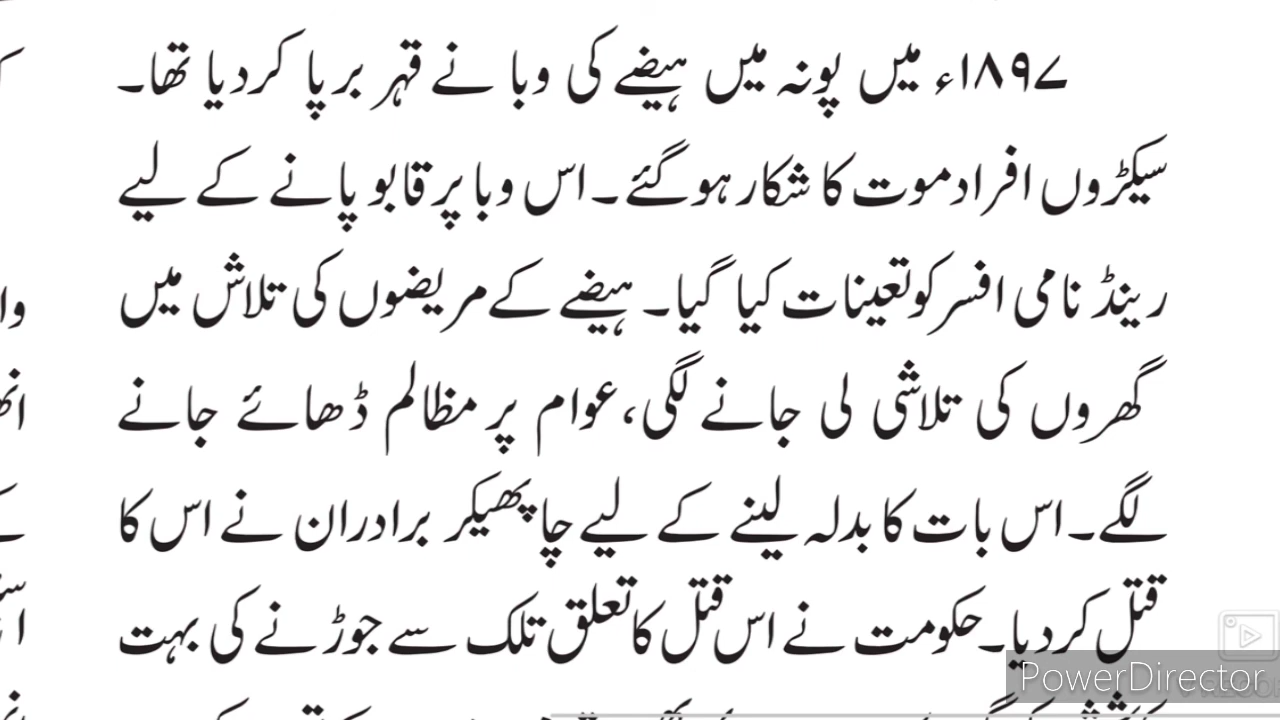 ۱۸۹۷ء میں پونہ میں ہیضے کی وبا نے قہر برپا کردیا تھا۔
سیکڑوں افراد موت کا شکار ہوگئے۔ اس وبا پر قابو پانے کے لیے
رینڈ نامی افسر کو تعینات کیا گیا۔ ہیضے کے مریضوں کی تلاش میں
گھروں کی تلاشی لی جانے لگی، عوام پر مظالم ڈھائے جانے
لگے۔ اس بات کا بدلہ لینے کے لیے چاپھیکر برادران نے اس کا
قتل کردیا۔ حکومت نے اس قتل کا تعلق تلک سے جوڑنے کی بہت
PowerDirector